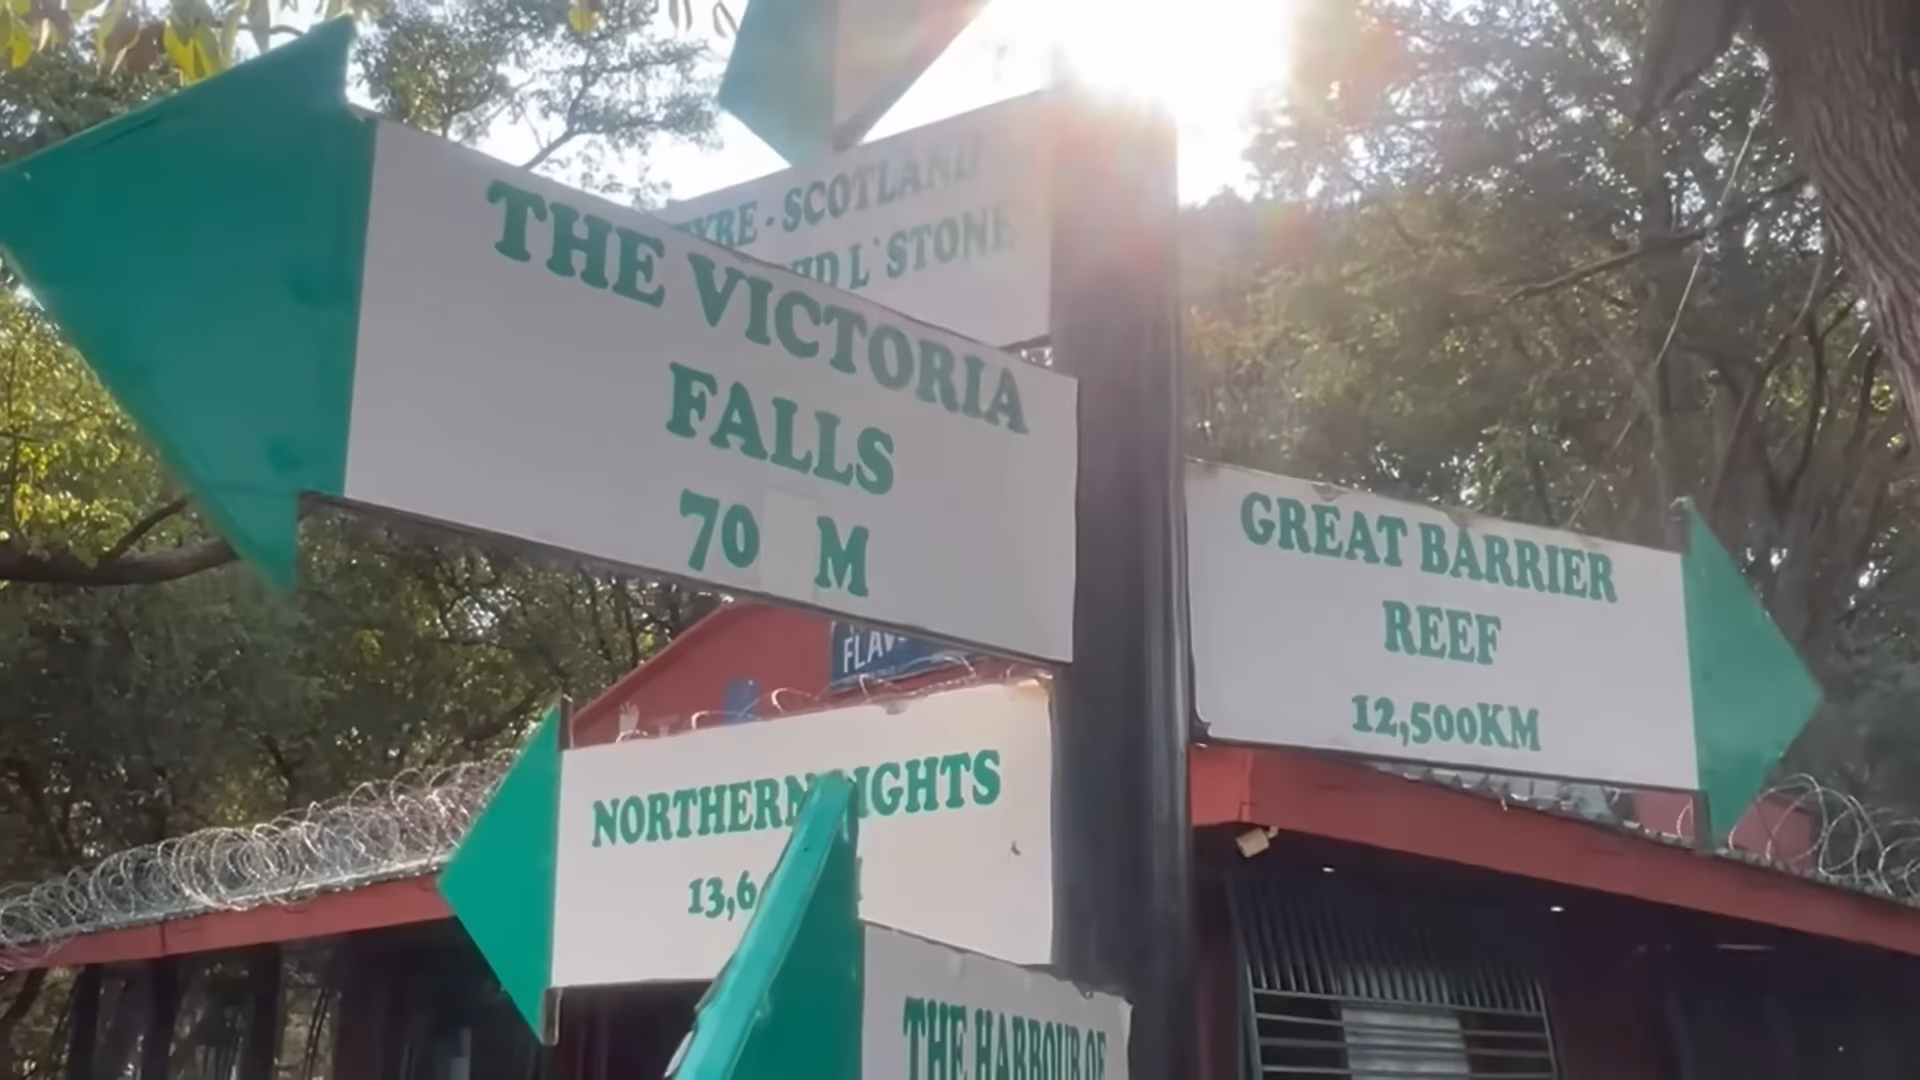 - SCOTLAND
L`STONE
THE VICTORIA
FALLS
70 M
GREAT BARRIER
REEF
12,500KM
NORTHERN IGHTS
13,6
THE HARBOUR OF